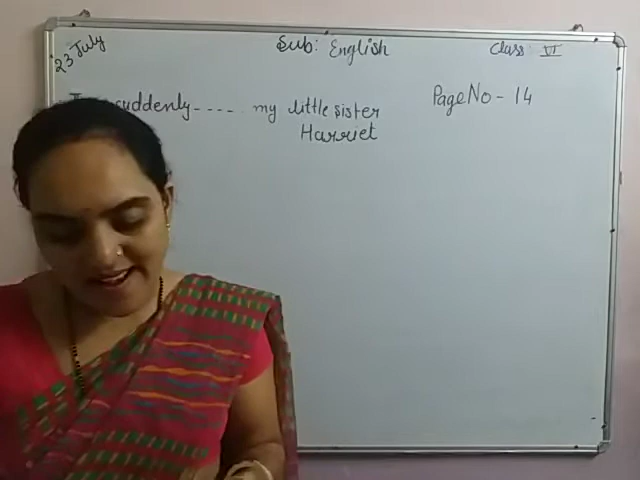 23 July
Sub: English
Class VI
suddenly---- my little sister
Harriet
Page No - 14